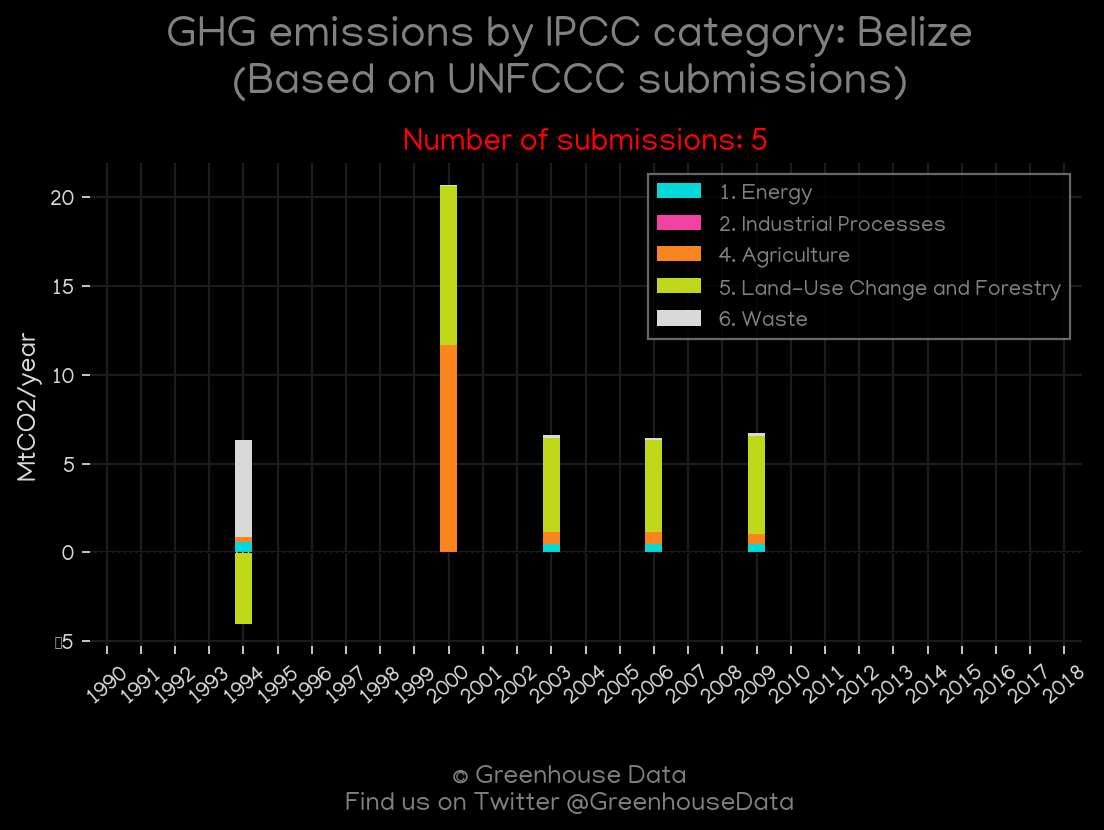 GHG emissions by IPCC category: Belize
(Based on UNFCCC submissions)
Number of submissions: 5
1. Energy
2. Industrial Processes
4. Agriculture
5. Land-Use Change and Forestry
6. Waste
MtCO2/year
20
15
10
5
0
▯5
1990 1991 1992 1993 1994 1995 1996 1997 1998 1999 2000 2001 2002 2003 2004 2005 2006 2007 2008 2009 2010 2011 2012 2013 2014 2015 2016 2017 2018
© Greenhouse Data
Find us on Twitter @GreenhouseData